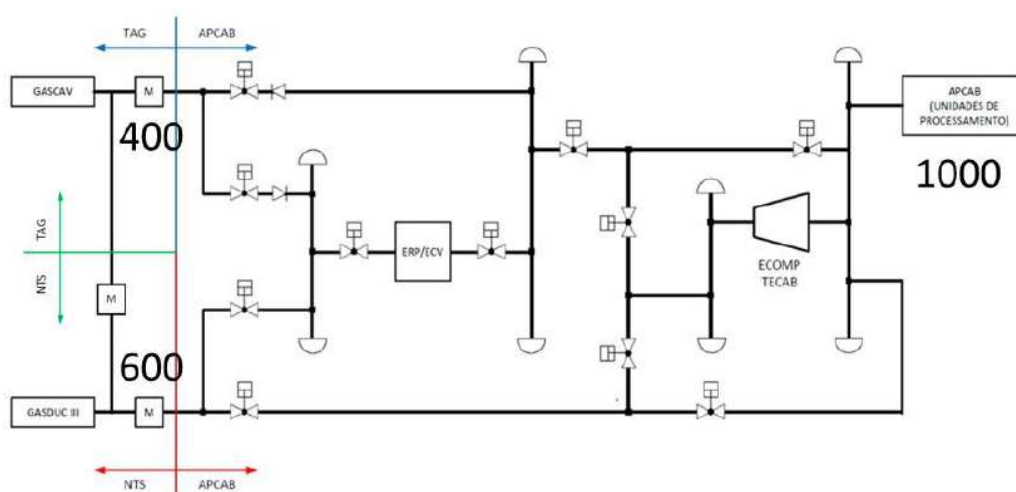 TAG
APCAB
GASCAV
M
400
APCAB
(UNIDADES DE
PROCESSAMENTO)
1000
TAG
NTS
ERP/ECV
ECOMP
TECAB
M
600
GASDUC III
M
NTS
APCAB